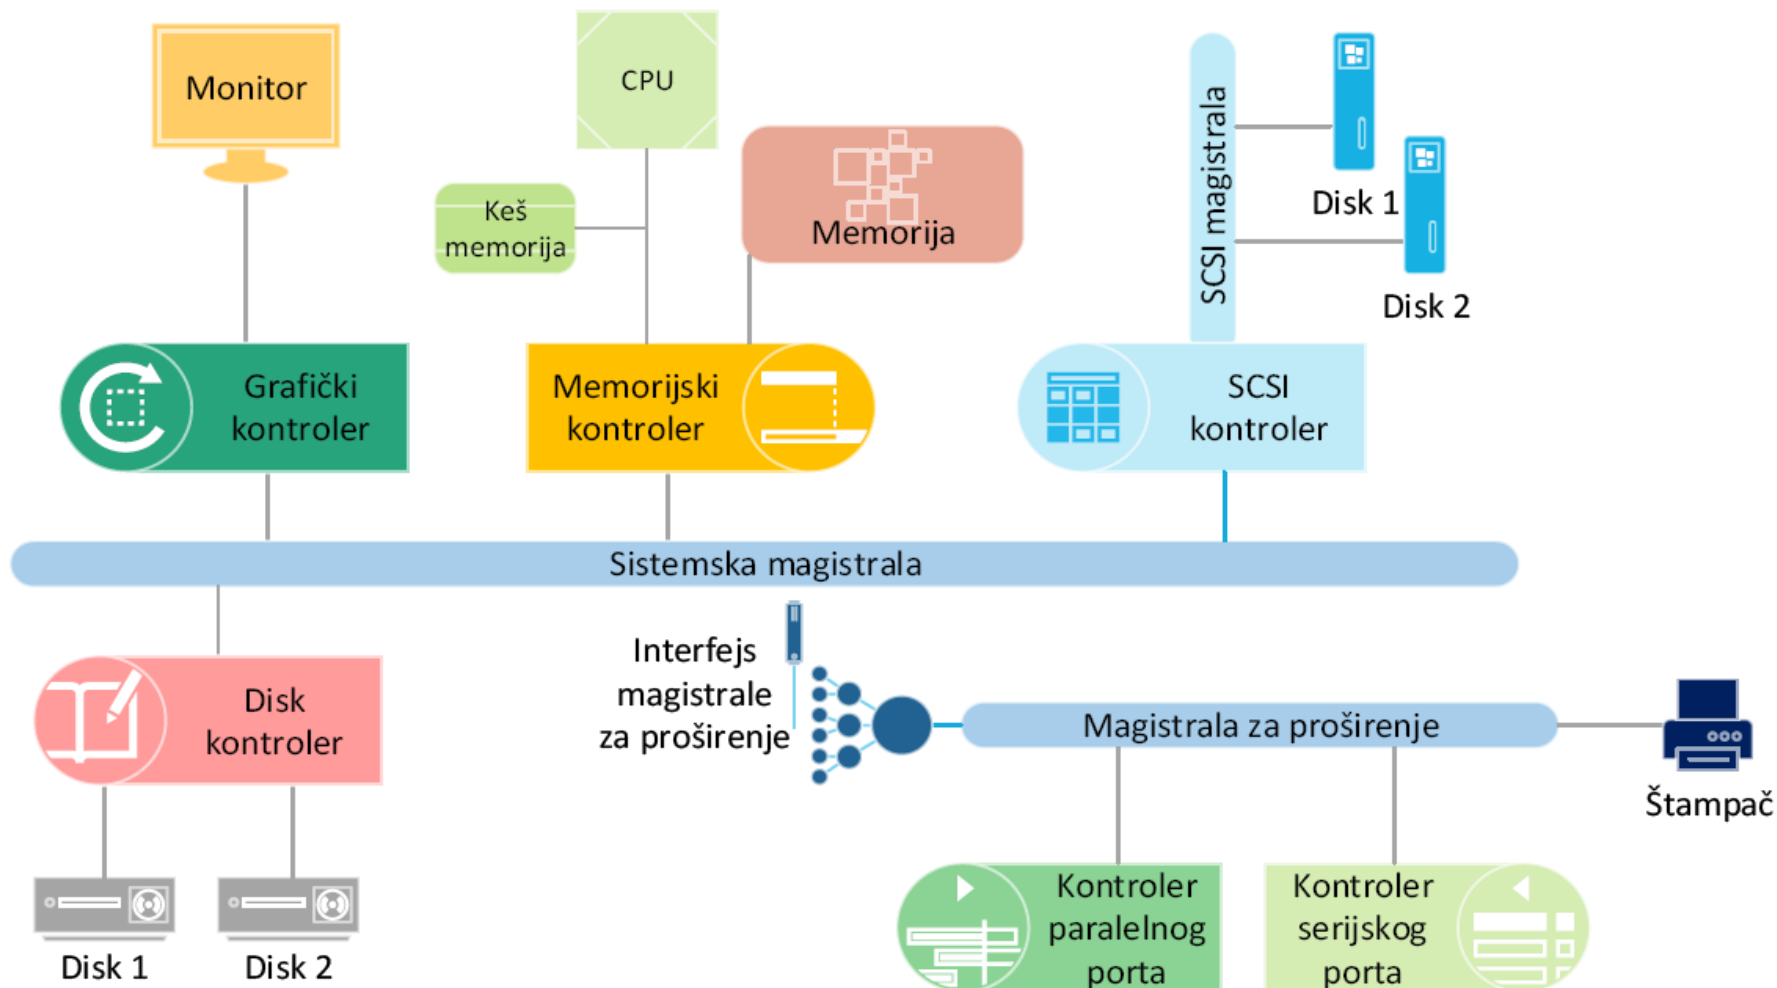 Monitor
CPU
Keš
memorija
Memorija
SCSI magistrala
Disk 1
Disk 2
Grafički
kontroler
Memorijski
kontroler
SCSI
kontroler
Sistemska magistrala
Interfejs
magistrale
za proširenje
Disk
kontroler
Magistrala za proširenje
Štampač
Disk 1
Disk 2
Kontroler
paralelnog
porta
Kontroler
serijskog
porta